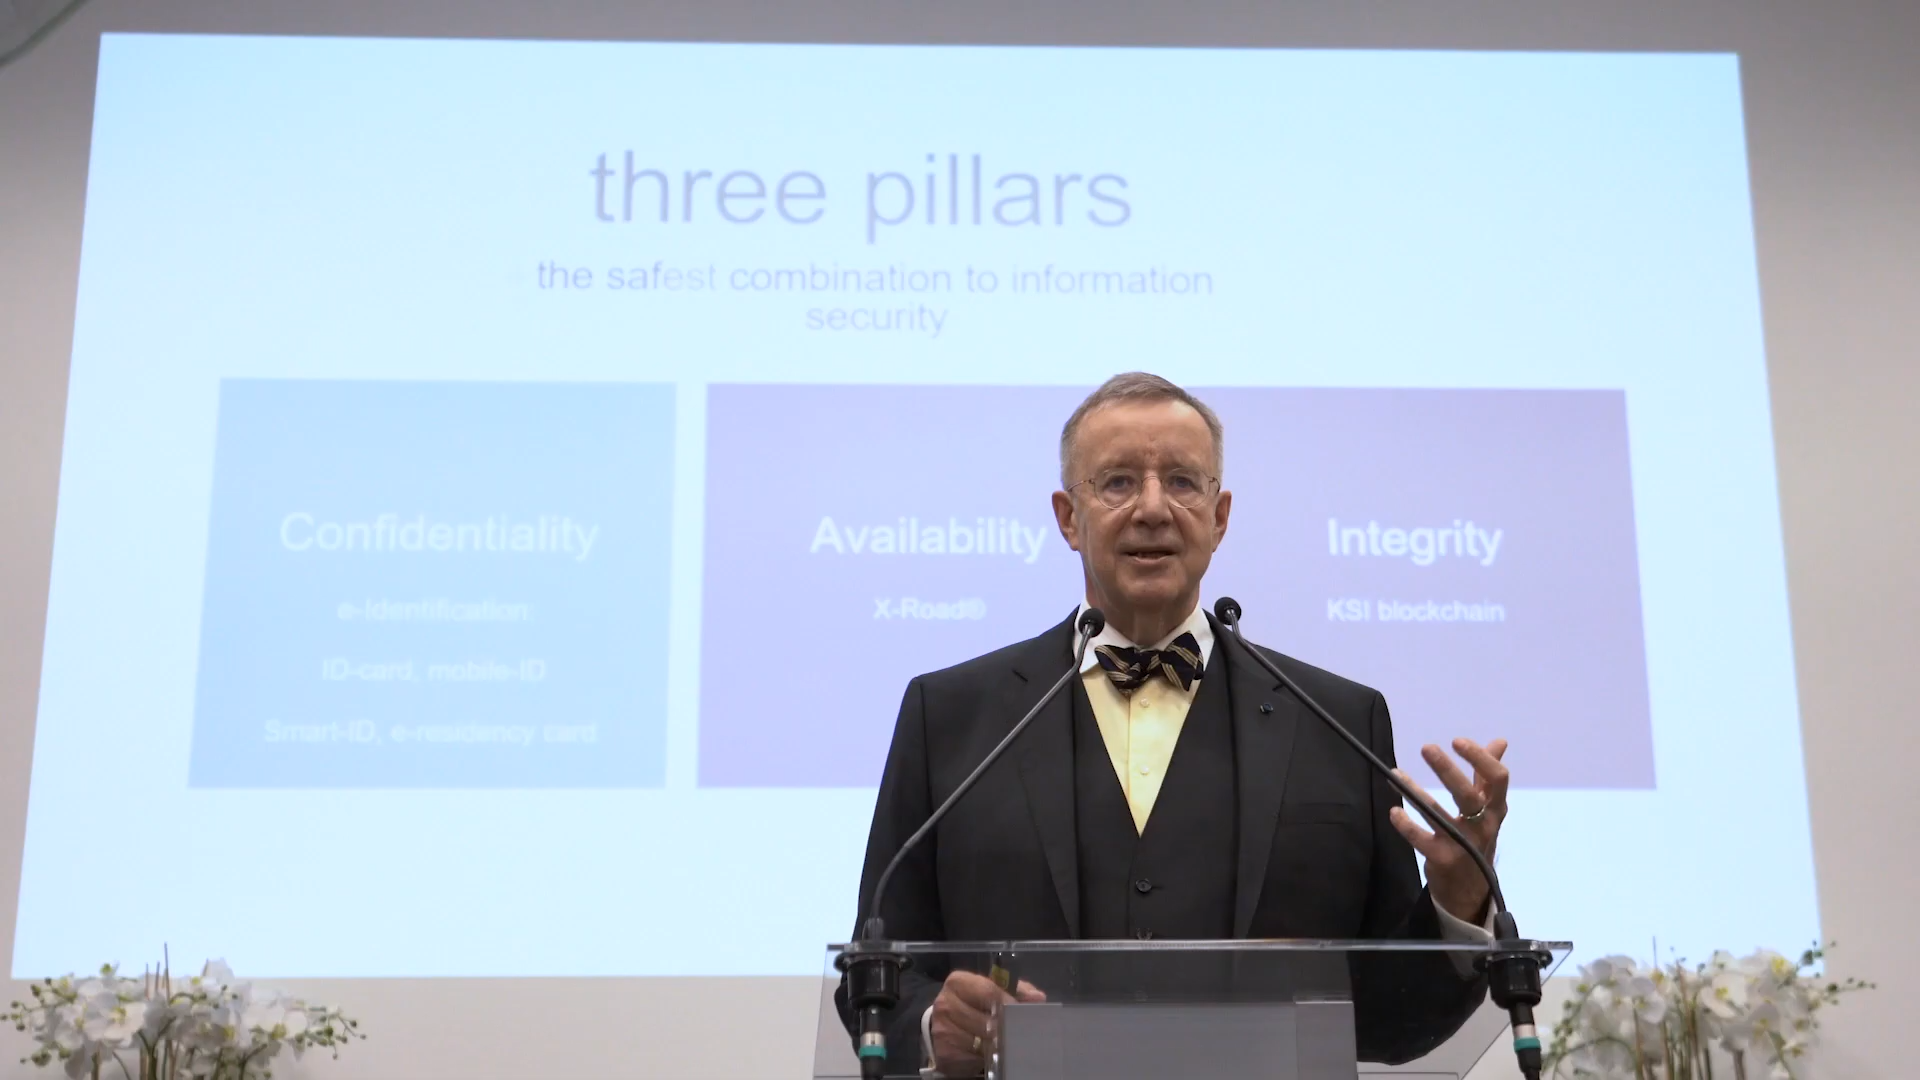 three pillars
the safest combination to information
security
Confidentiality
e-Identification:
ID-card, mobile-ID
Smart-ID, e-residency card
Availability
X-Road®
Integrity
KSI blockchain